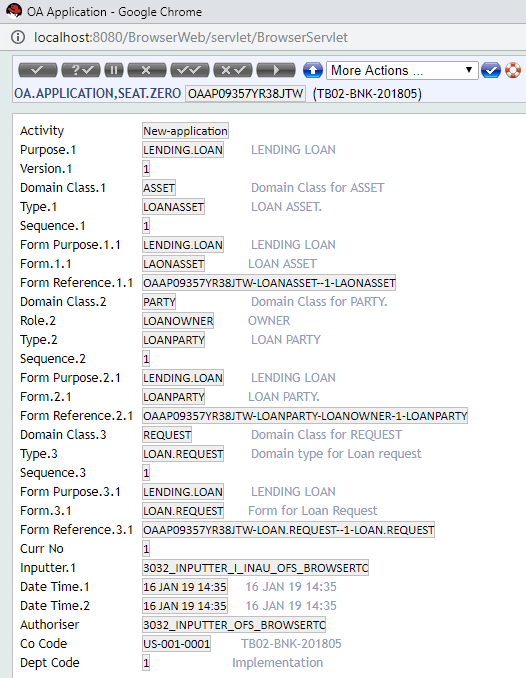 OA Application - Google Chrome
localhost:8080/BrowserWeb/servlet/BrowserServlet
More Actions ...
OA.APPLICATION,SEAT.ZERO OAAP09357YR38JTW (TB02-BNK-201805)
Activity New-application
Purpose.1 LENDING.LOAN LENDING LOAN
Version.1 1
Domain Class.1 ASSET Domain Class for ASSET
Type.1 LOANASSET LOAN ASSET.
Sequence.1 1
Form Purpose.1.1 LENDING.LOAN LENDING LOAN
Form.1.1 LAONASSET LOAN ASSET
Form Reference.1.1 OAAP09357YR38JTW-LOANASSET--1-LAONASSET
Domain Class.2 PARTY Domain Class for PARTY.
Role.2 LOANOWNER OWNER
Type.2 LOANPARTY LOAN PARTY
Sequence.2 1
Form Purpose.2.1 LENDING.LOAN LENDING LOAN
Form.2.1 LOANPARTY LOAN PARTY.
Form Reference.2.1 OAAP09357YR38JTW-LOANPARTY-LOANOWNER-1-LOANPARTY
Domain Class.3 REQUEST Domain Class for REQUEST
Type.3 LOAN.REQUEST Domain type for Loan request
Sequence.3 1
Form Purpose.3.1 LENDING.LOAN LENDING LOAN
Form.3.1 LOAN.REQUEST Form for Loan Request
Form Reference.3.1 OAAP09357YR38JTW-LOAN.REQUEST--1-LOAN.REQUEST
Curr No 1
Inputter.1 3032_INPUTTER_I_INAU_OFS_BROWSERTC
Date Time.1 16 JAN 19 14:35 16 JAN 19 14:35
Date Time.2 16 JAN 19 14:35 16 JAN 19 14:35
Authoriser 3032_INPUTTER_OFS_BROWSERTC
Co Code US-001-0001 TB02-BNK-201805
Dept Code 1 Implementation